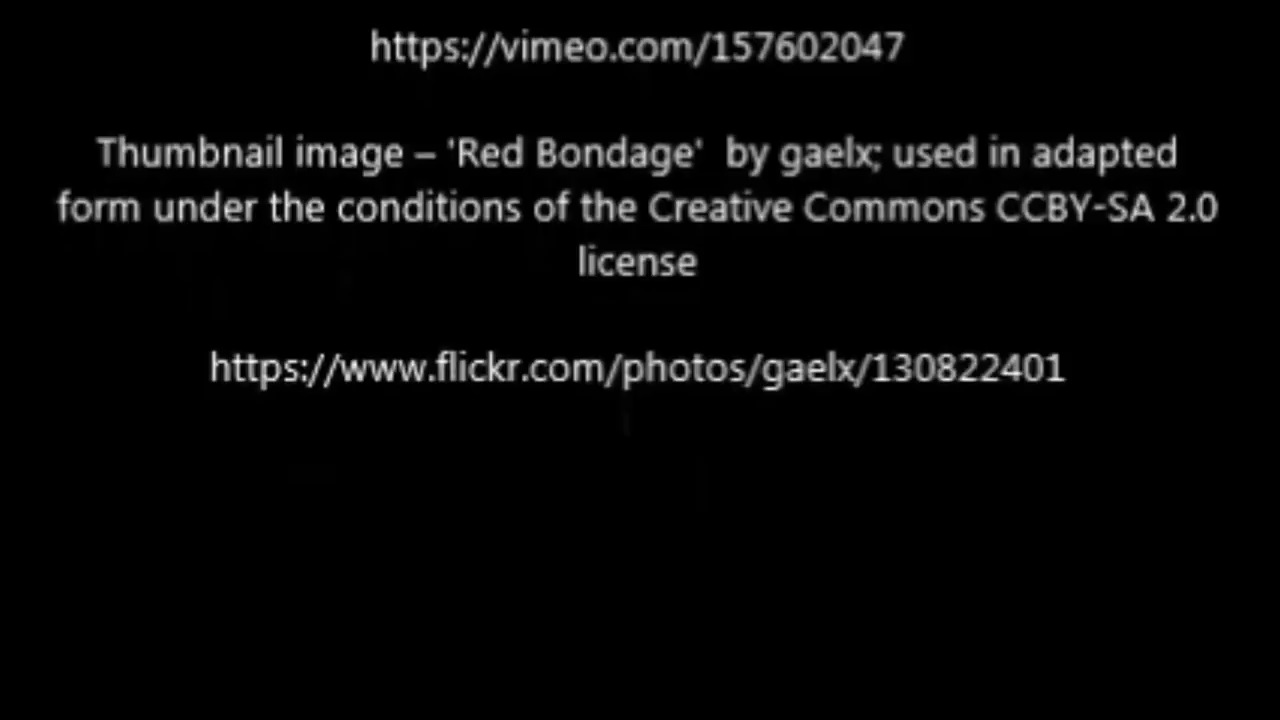 https://vimeo.com/157602047
Thumbnail image – 'Red Bondage'  by gaelx; used in adapted
form under the conditions of the Creative Commons CCBY-SA 2.0
license
https://www.flickr.com/photos/gaelx/130822401